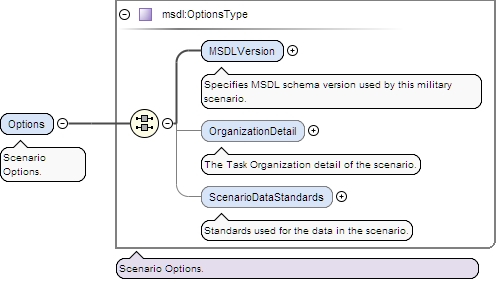 msdl:OptionsType
MSDLVersion
Specifies MSDL schema version used by this military
scenario.
Options
Scenario
Options.
OrganizationDetail
The Task Organization detail of the scenario.
ScenarioDataStandards
Standards used for the data in the scenario.
Scenario Options.